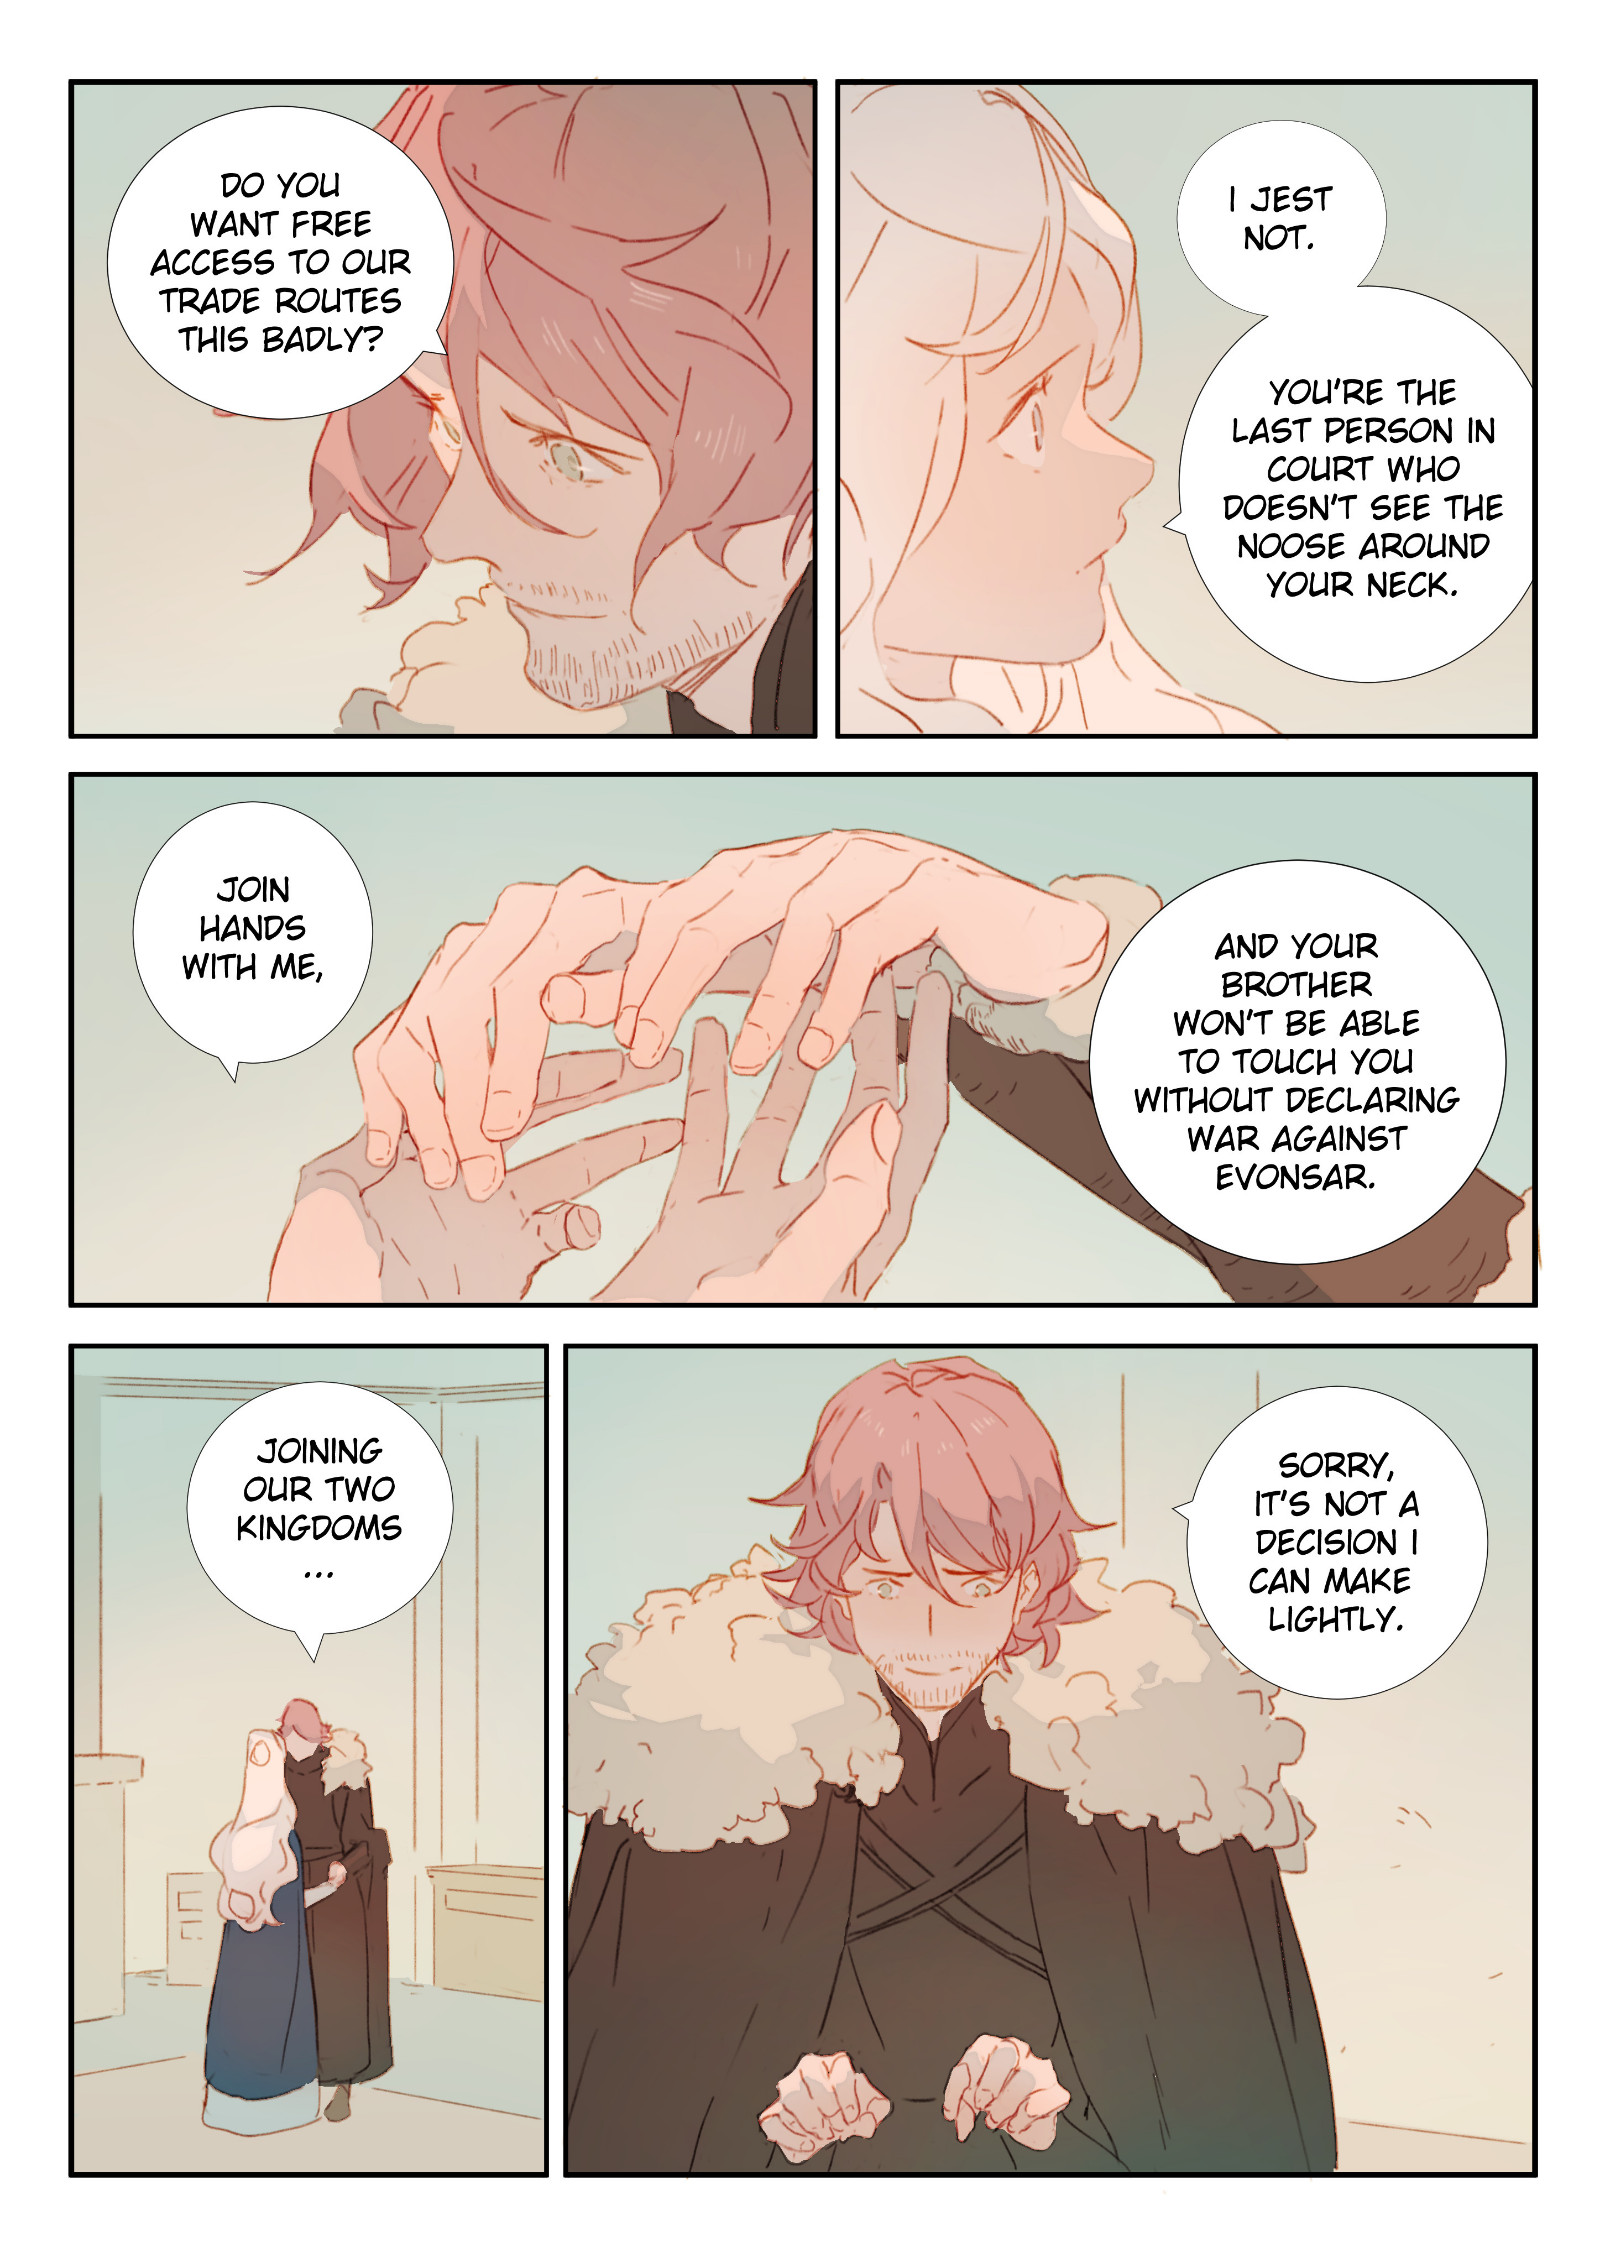 DO YOU
WANT FREE
ACCESS TO OUR
TRADE ROUTES
THIS BADLY?
I JEST
NOT.
YOU'RE THE
LAST PERSON IN
COURT WHO
DOESN'T SEE THE
NOOSE AROUND
YOUR NECK.
JOIN
HANDS
WITH ME,
AND YOUR
BROTHER
WON'T BE ABLE
TO TOUCH YOU
WITHOUT DECLARING
WAR AGAINST
EVONSAR.
JOINING
OUR TWO
KINGDOMS
...
SORRY,
IT'S NOT A
DECISION I
CAN MAKE
LIGHTLY.